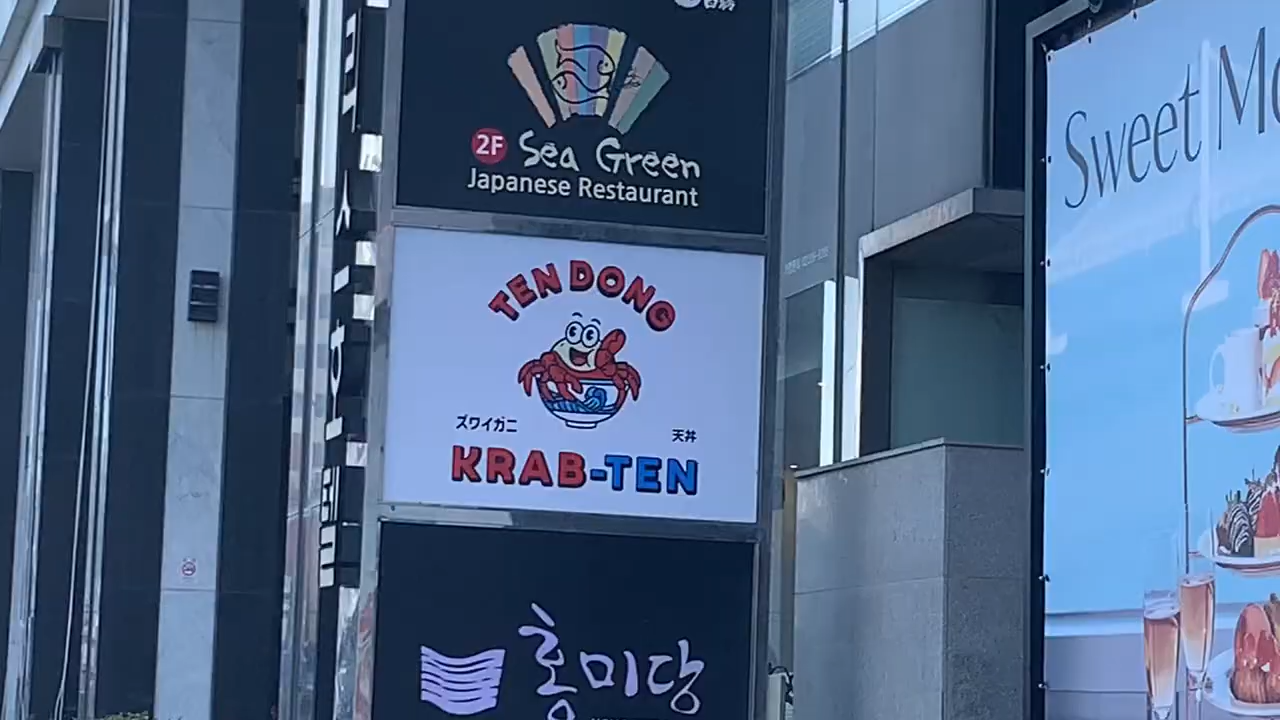 2F Sea Green
Japanese Restaurant
TEN DONG
ズワイガニ
天丼
KRAB-TEN
홍미당
Sweet